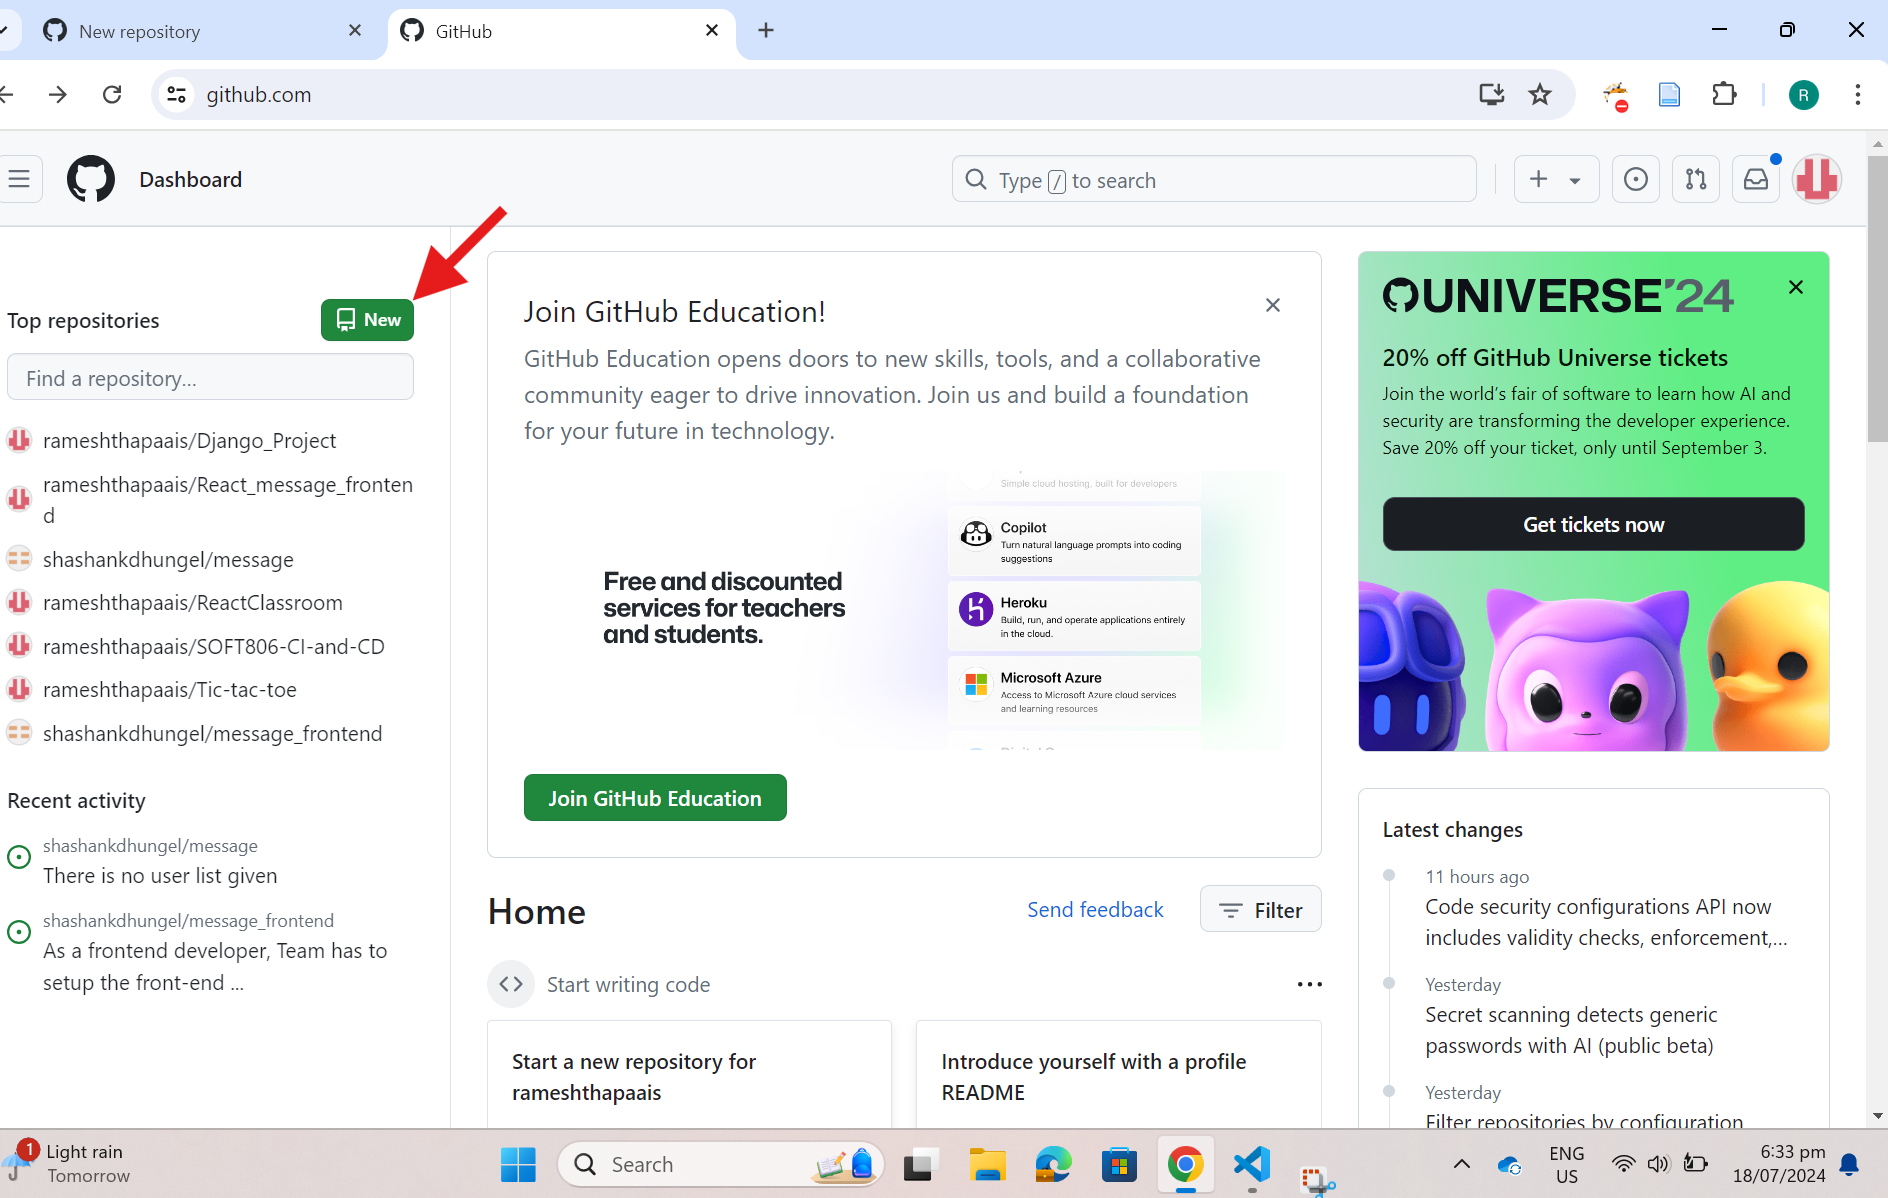 New repository
GitHub
github.com
R
Dashboard
Type / to search
Top repositories
New
Find a repository...
rameshthapaais/Django_Project
rameshthapaais/React_message_fronten
d
shashankdhungel/message
rameshthapaais/ReactClassroom
rameshthapaais/SOFT806-CI-and-CD
rameshthapaais/Tic-tac-toe
shashankdhungel/message_frontend
Recent activity
shashankdhungel/message
There is no user list given
shashankdhungel/message_frontend
As a frontend developer, Team has to
setup the front-end ...
Join GitHub Education!
GitHub Education opens doors to new skills, tools, and a collaborative
community eager to drive innovation. Join us and build a foundation
for your future in technology.
Free and discounted
services for teachers
and students.
Simple cloud hosting, built for developers
Copilot
Turn natural language prompts into coding
suggestions
Heroku
Build, run, and operate applications entirely
in the cloud.
Microsoft Azure
Access to Microsoft Azure cloud services
and learning resources
Join GitHub Education
Home
Send feedback
Filter
Start writing code
Start a new repository for
rameshthapaais
Introduce yourself with a profile
README
UNIVERSE'24
20% off GitHub Universe tickets
Join the world’s fair of software to learn how AI and
security are transforming the developer experience.
Save 20% off your ticket, only until September 3.
Get tickets now
Latest changes
11 hours ago
Code security configurations API now
includes validity checks, enforcement,...
Yesterday
Secret scanning detects generic
passwords with AI (public beta)
Yesterday
Filter repositories by configuration
1
Light rain
Tomorrow
Search
ENG
US
6:33 pm
18/07/2024